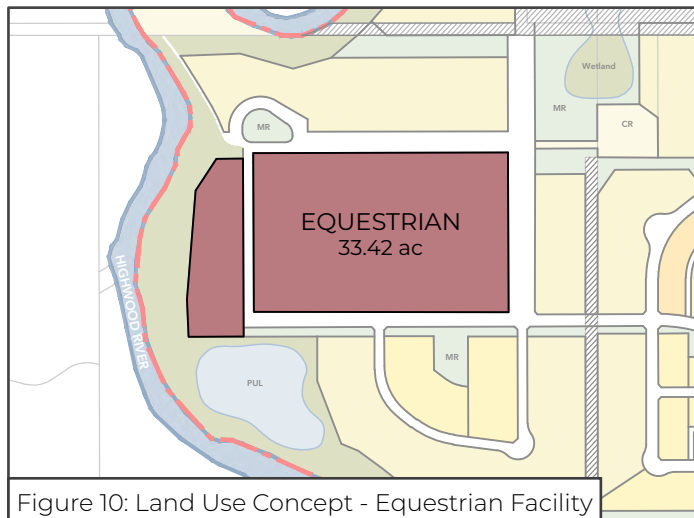 Wetland
MR
CR
MR
EQUESTRIAN
33.42 ac
HIGHWOOD RIVER
MR
PUL
Figure 10: Land Use Concept - Equestrian Facility